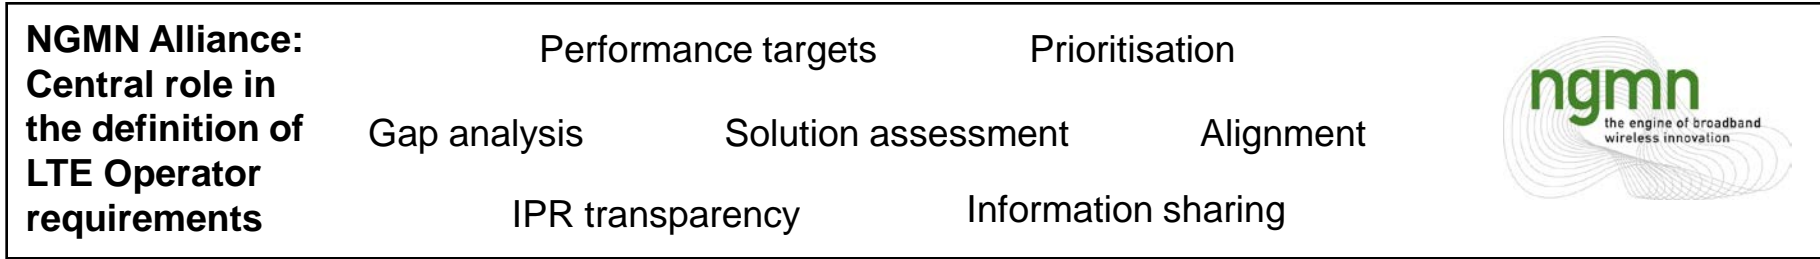 NGMN Alliance:
Central role in
the definition of
LTE Operator
requirements
Performance targets
Prioritisation
Gap analysis
Solution assessment
Alignment
IPR transparency
Information sharing
ngmn
the engine of broadband
wireless innovation